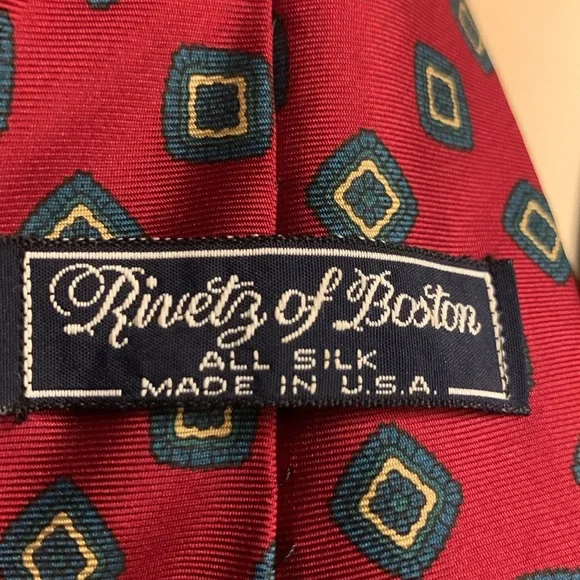 Rivetz of Boston
ALL SILK
MADE IN U.S.A.